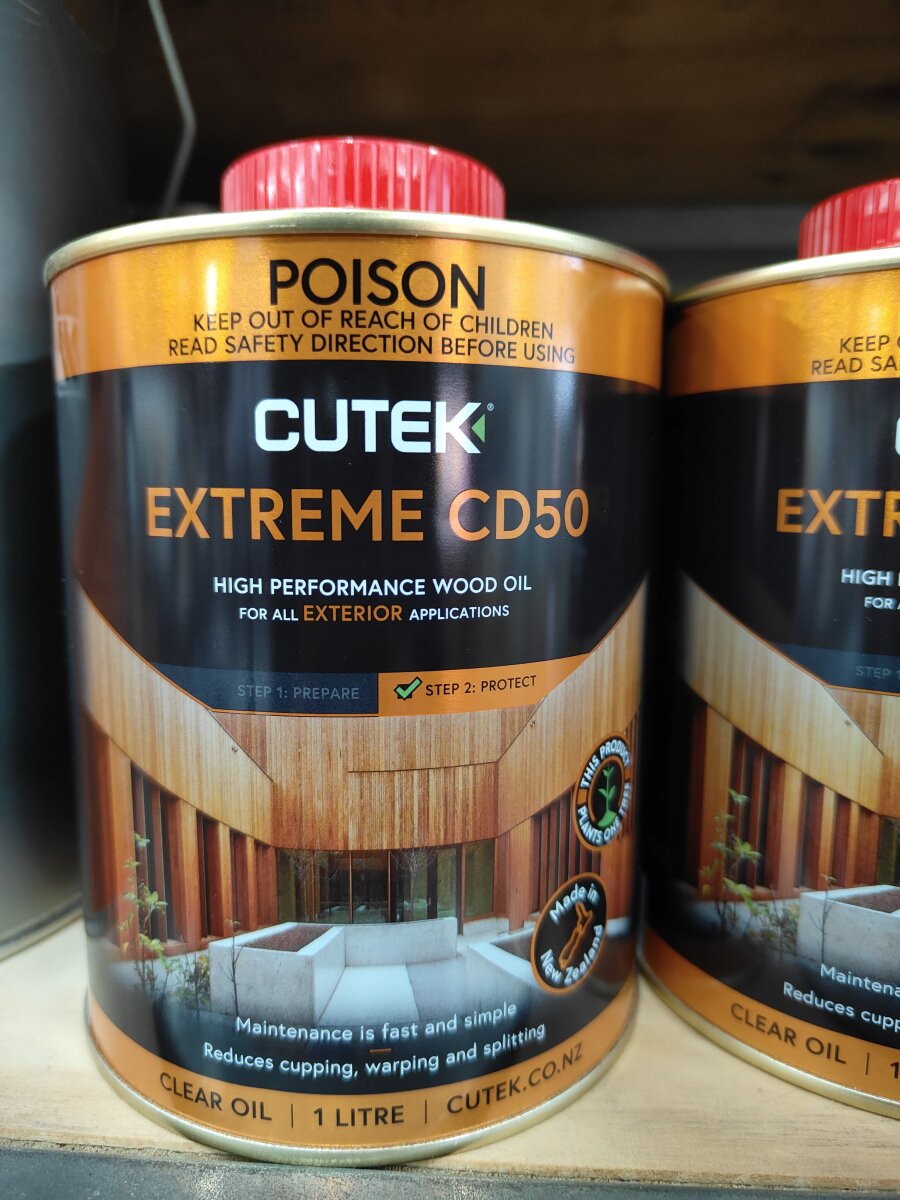 POISON
KEEP OUT OF REACH OF CHILDREN
READ SAFETY DIRECTION BEFORE USING
CUTEK®
EXTREME CD50
HIGH PERFORMANCE WOOD OIL
FOR ALL EXTERIOR APPLICATIONS
STEP 1: PREPARE
STEP 2: PROTECT
THIS PRODUCT
PLANTS ONE TREE
Made in
New Zealand
Maintenance is fast and simple
Reduces cupping, warping and splitting
CLEAR OIL | 1 LITRE | CUTEK.CO.NZ
KEEP
READ SA
EXTR
HIGH
FOR
STEP 1
Maintena
Reduces cupp
CLEAR OIL | 1